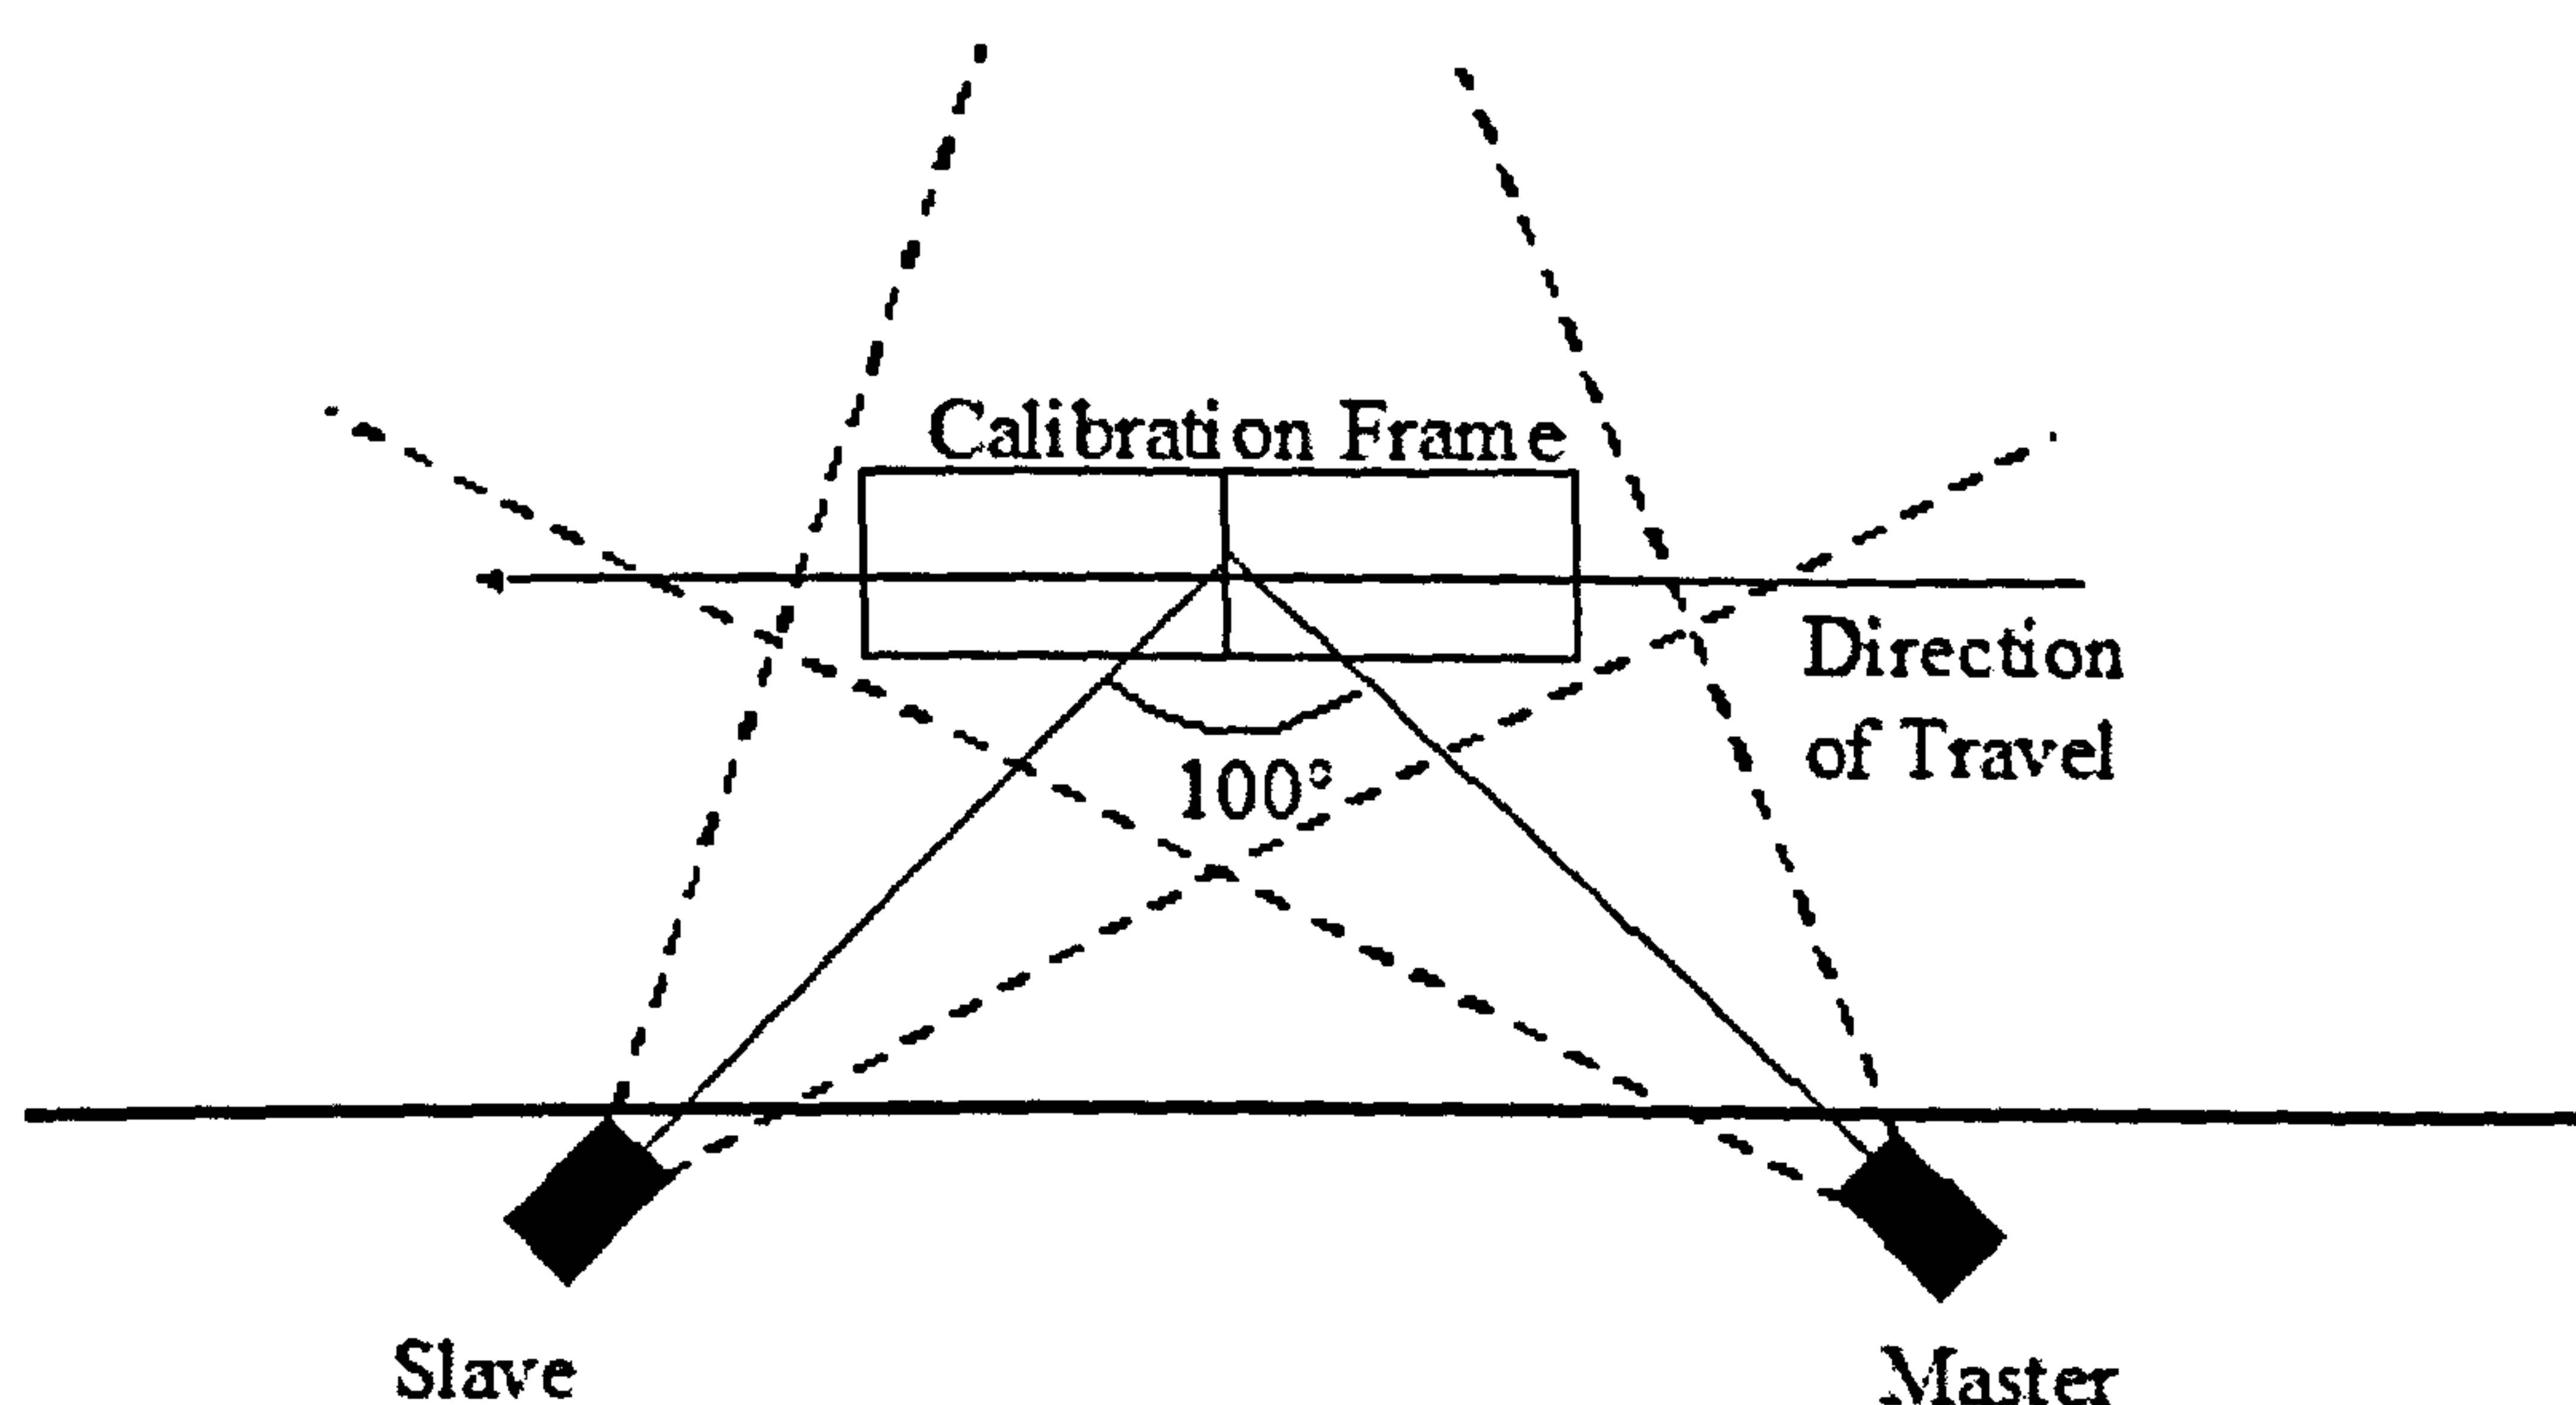 Calibration Frame
Direction
of Travel
100°
Slave
Master